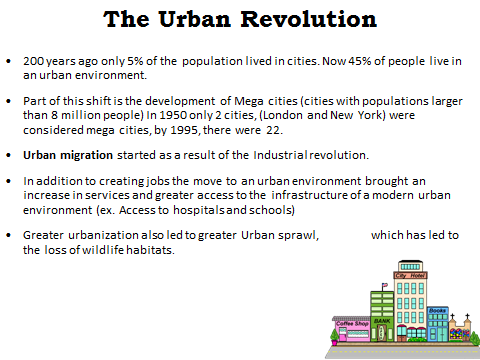 The Urban Revolution
• 200 years ago only 5% of the population lived in cities. Now 45% of people live in
an urban environment.
• Part of this shift is the development of Mega cities (cities with populations larger
than 8 million people) In 1950 only 2 cities, (London and New York) were
considered mega cities, by 1995, there were 22.
• Urban migration started as a result of the Industrial revolution.
• In addition to creating jobs the move to an urban environment brought an
increase in services and greater access to the infrastructure of a modern urban
environment (ex. Access to hospitals and schools)
• Greater urbanization also led to greater Urban sprawl, which has led to
the loss of wildlife habitats.
City Hotel
Coffee Shop
BANK
Books